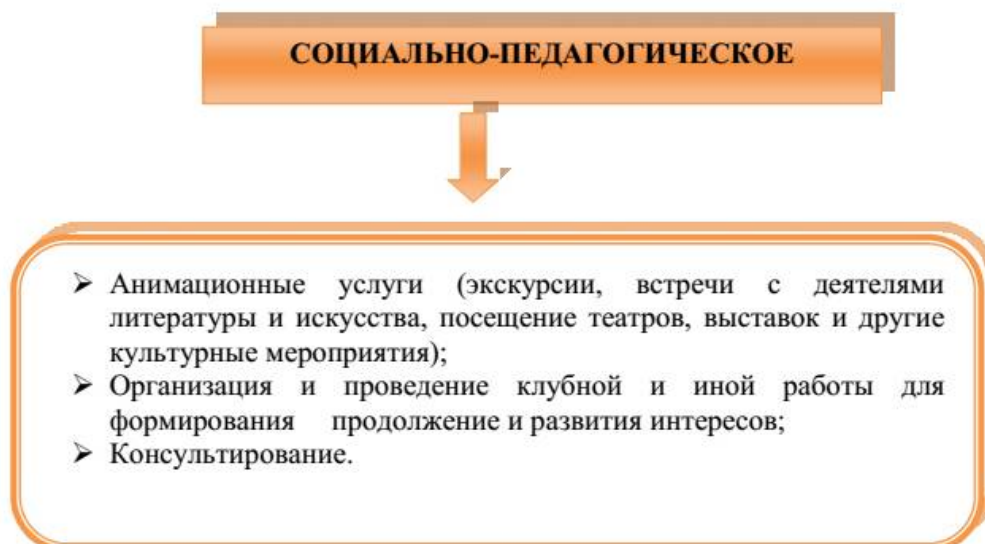 СОЦИАЛЬНО-ПЕДАГОГИЧЕСКОЕ
➢ Анимационные услуги (экскурсии, встречи с деятелями
литературы и искусства, посещение театров, выставок и другие
культурные мероприятия);
➢ Организация и проведение клубной и иной работы для
формирования продолжение и развития интересов;
➢ Консультирование.